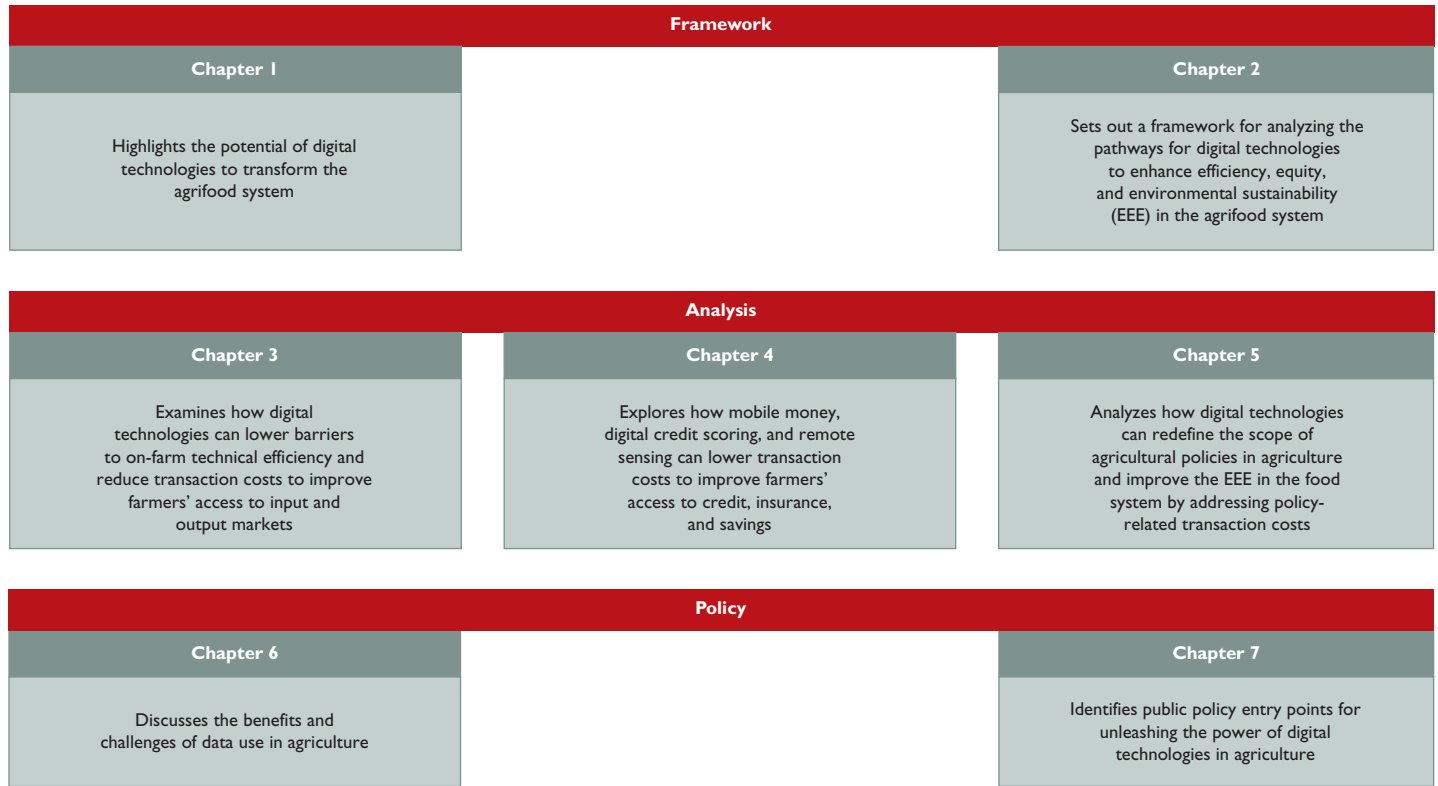 Framework
Chapter 1
Highlights the potential of digital
technologies to transform the
agrifood system
Chapter 2
Sets out a framework for analyzing the
pathways for digital technologies
to enhance efficiency, equity,
and environmental sustainability
(EEE) in the agrifood system
Analysis
Chapter 3
Examines how digital
technologies can lower barriers
to on-farm technical efficiency and
reduce transaction costs to improve
farmers’ access to input and
output markets
Chapter 4
Explores how mobile money,
digital credit scoring, and remote
sensing can lower transaction
costs to improve farmers’
access to credit, insurance,
and savings
Chapter 5
Analyzes how digital technologies
can redefine the scope of
agricultural policies in agriculture
and improve the EEE in the food
system by addressing policy-
related transaction costs
Policy
Chapter 6
Discusses the benefits and
challenges of data use in agriculture
Chapter 7
Identifies public policy entry points for
unleashing the power of digital
technologies in agriculture